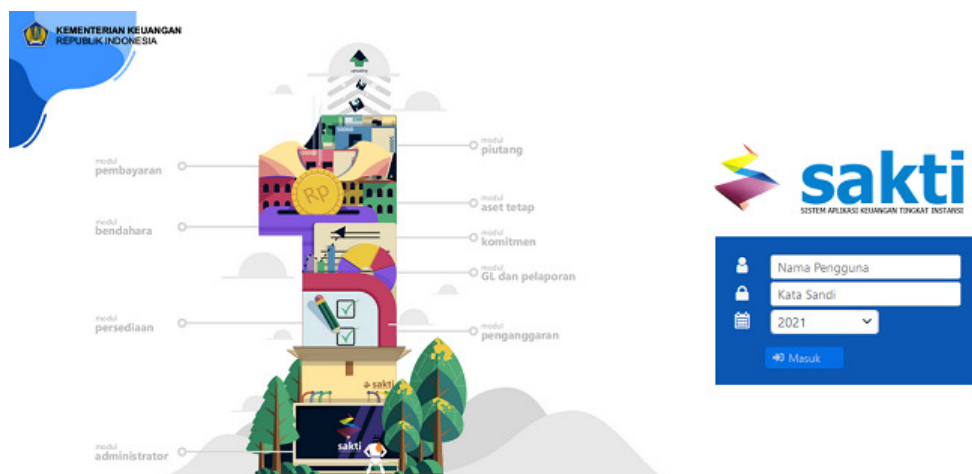 KEMENTERIAN KEUANGAN
REPUBLIK INDONESIA
modul
pembayaran
modul
bendahara
modul
persediaan
modul
administrator
modul
piutang
modul
aset tetap
modul
komitmen
modul
GL dan pelaporan
modul
penganggaran
Rp
sakti
sakti
sakti
SISTEM APLIKASI KEUANGAN TINGKAT INSTANSI
Nama Pengguna
Kata Sandi
2021
Masuk